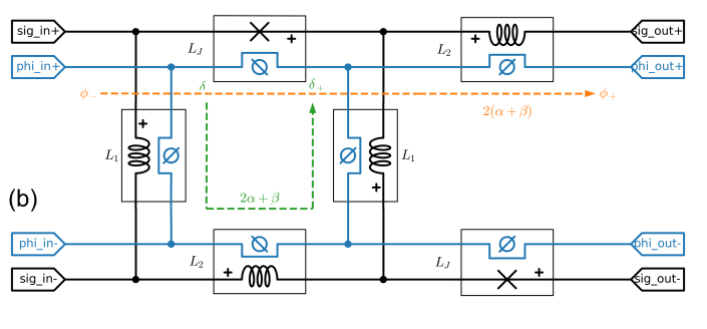 sig_in+
L_J
+
L_2
+
sig_out+
phi_in+
phi_out+
ϕ_-
δ
δ_+
ϕ_+
2(α + β)
+
L_1
L_1
+
2α + β
(b)
phi_in-
phi_out-
L_2
+
L_J
+
sig_in-
sig_out-